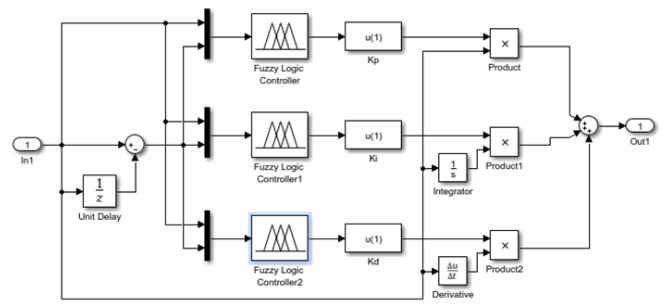 Fuzzy Logic
Controller
u(1)
Kp
×
Product
1
In1
+
-
Fuzzy Logic
Controller1
u(1)
Ki
×
Product1
+
+
+
1
Out1
1
z
Unit Delay
1
s
Integrator
Fuzzy Logic
Controller2
u(1)
Kd
×
Product2
Δu
Δt
Derivative